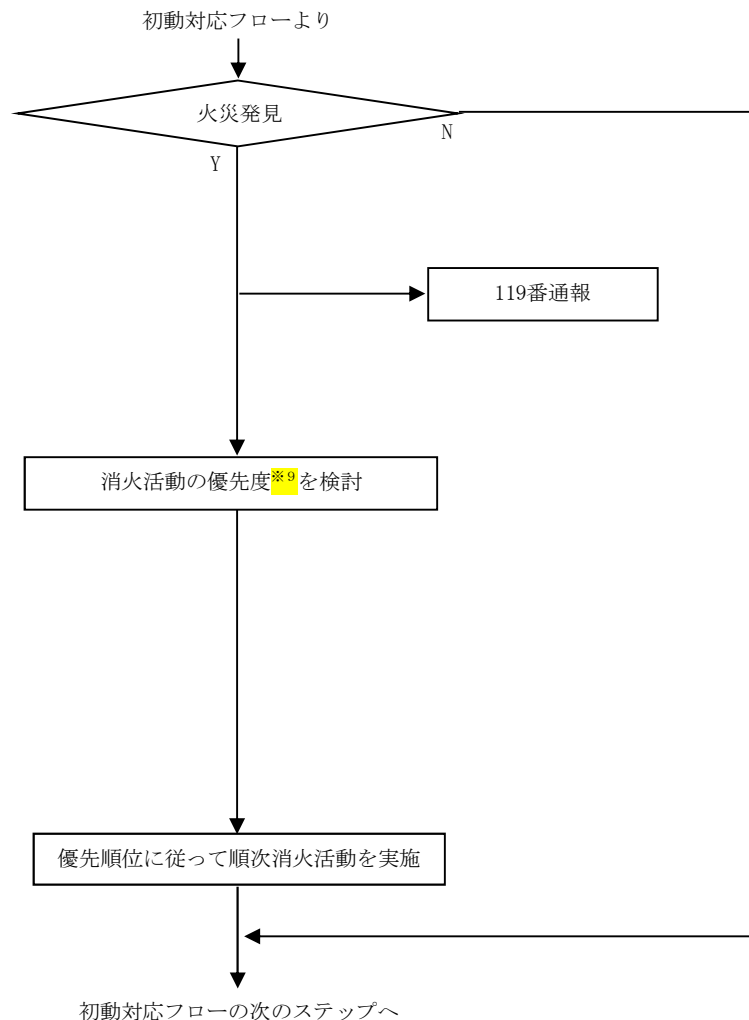 初動対応フローより
火災発見
N
Y
119番通報
消火活動の優先度※9を検討
優先順位に従って順次消火活動を実施
初動対応フローの次のステップへ